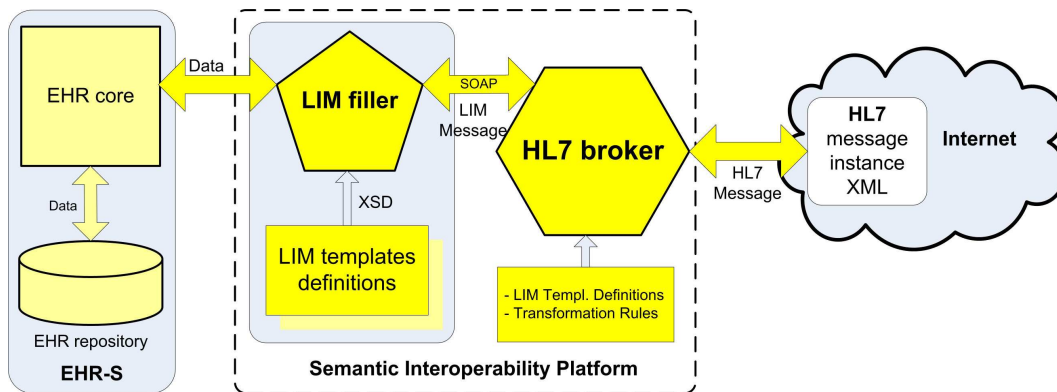 EHR core
Data
EHR repository
EHR-S
Data
LIM filler
XSD
LIM templates
definitions
SOAP
LIM
Message
HL7 broker
- LIM Templ. Definitions
- Transformation Rules
Semantic Interoperability Platform
HL7
Message
HL7
message
instance
XML
Internet